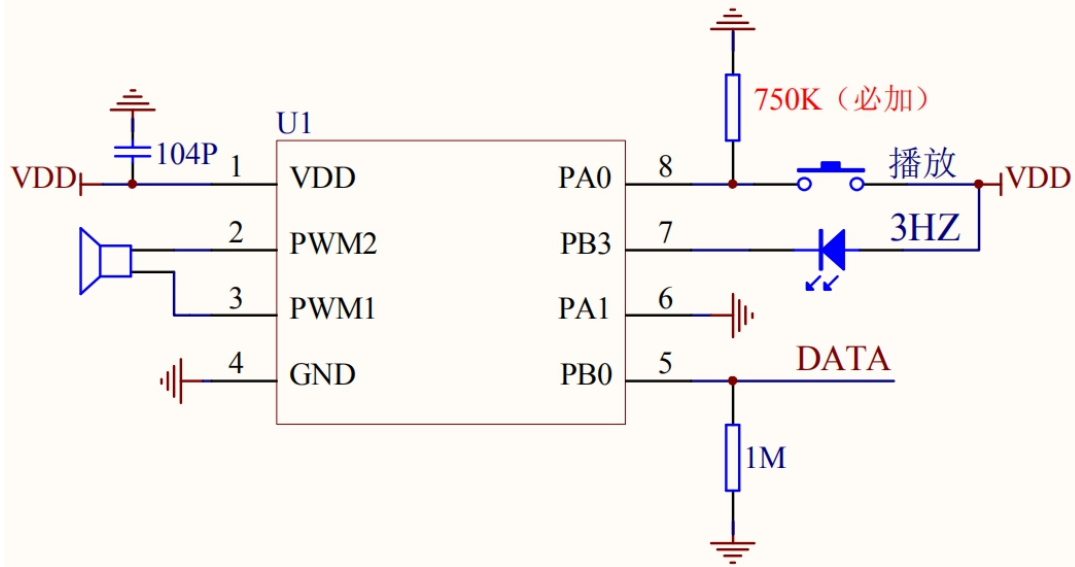 750K（必加）
U1
104P
VDD
1
VDD
PA0
8
播放
VDD
2
PWM2
PB3
7
3HZ
3
PWM1
PA1
6
4
GND
PB0
5
DATA
1M